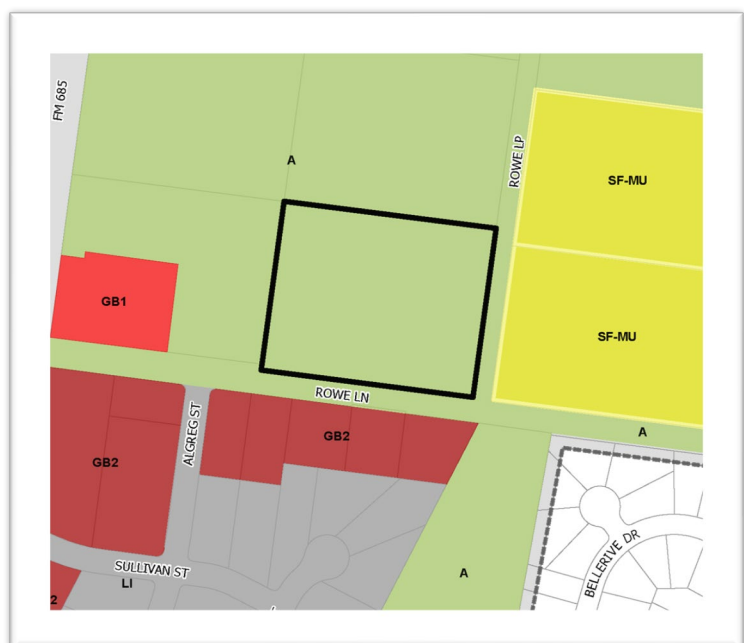 FM 685
A
ROWE LP
SF-MU
GB1
SF-MU
ROWE LN
ALGREG ST
GB2
A
GB2
BELLERIVE DR
SULLIVAN ST
A
LI
2